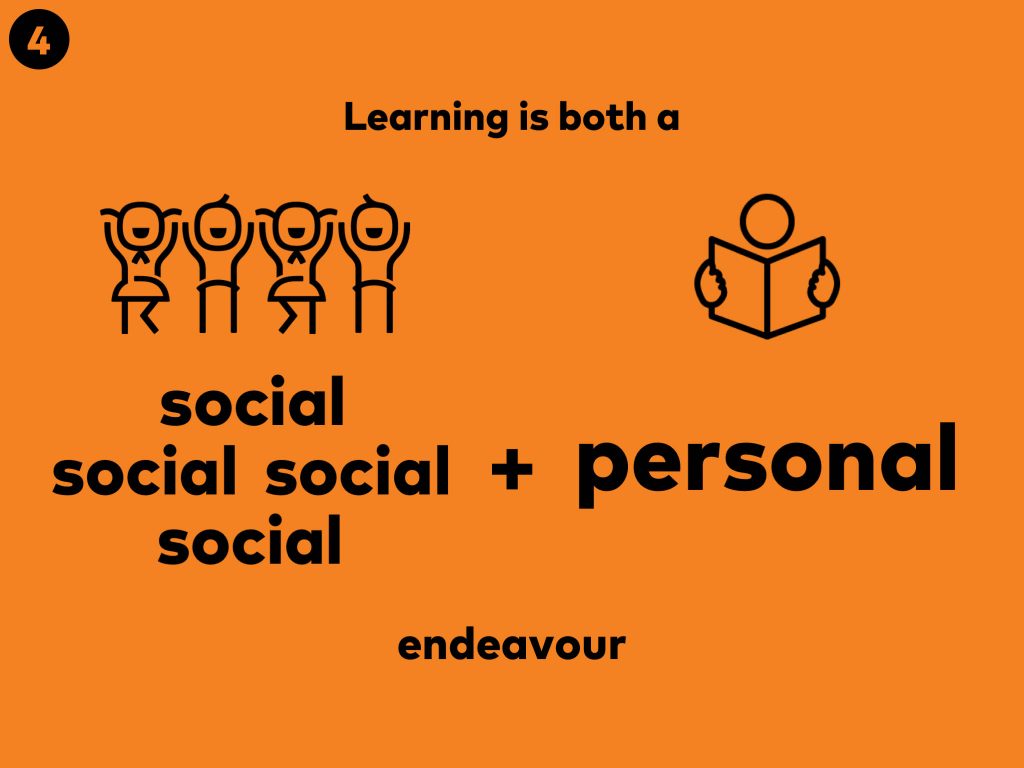 4
Learning is both a
social
social social + personal
social
endeavour